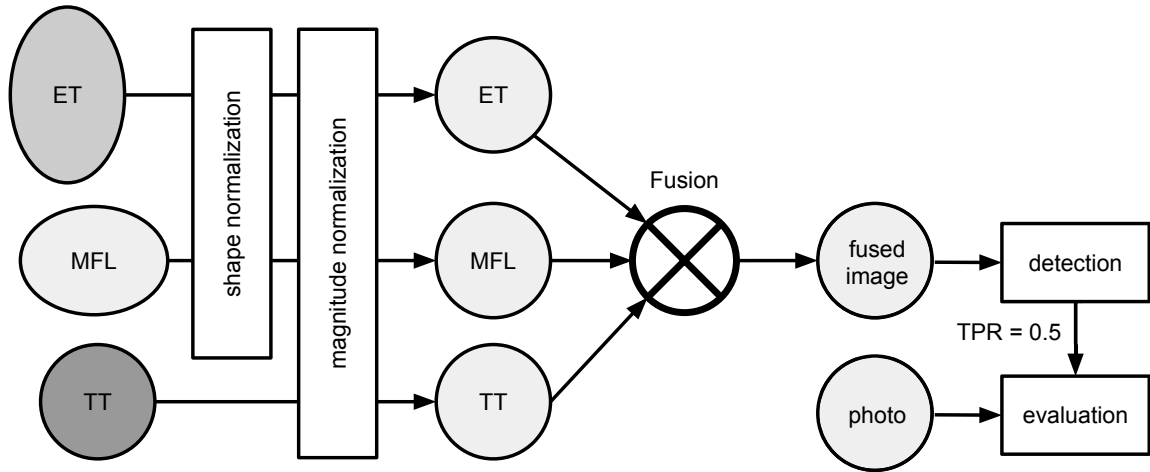 ET
MFL
TT
shape normalization
magnitude normalization
ET
MFL
TT
Fusion
fused
image
detection
TPR = 0.5
photo
evaluation